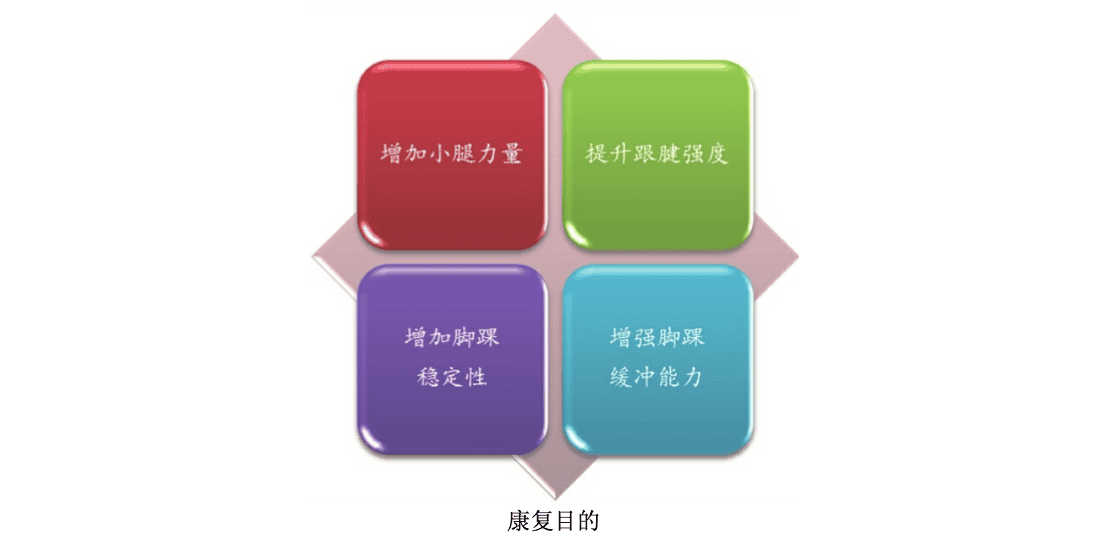 增加小腿力量
提升跟腱强度
增加脚踝
稳定性
增强脚踝
缓冲能力
康复目的